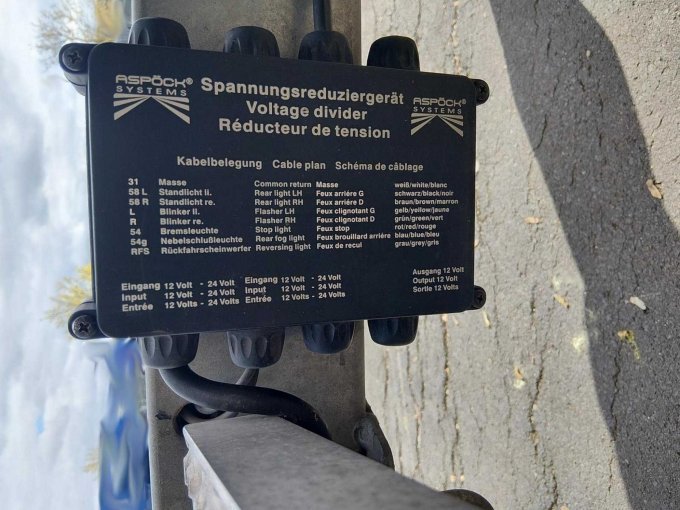 ASPÖCK®
SYSTEMS
Spannungsreduziergerät
Voltage divider
Réducteur de tension
ASPÖCK®
SYSTEMS
Kabelbelegung Cable plan Schéma de câblage
31 Masse Common return Masse weiß/white/blanc
58 L Standlicht li. Rear light LH Feux arriére G schwarz/black/noir
58 R Standlicht re. Rear light RH Feux arriére D braun/brown/marron
L Blinker li. Flasher LH Feux clignotant G gelb/yellow/jaune
R Blinker re. Flasher RH Feux clignotant D grün/green/vert
54 Bremsleuchte Stop light Feux stop rot/red/rouge
54g Nebelschlußleuchte Rear fog light Feux brouillard arriére blau/blue/bleu
RFS Rückfahrscheinwerfer Reversing light Feux de recul grau/grey/gris
Eingang 12 Volt - 24 Volt Eingang 12 Volt - 24 Volt Ausgang 12 Volt
Input 12 Volt - 24 Volt Input 12 Volt - 24 Volt Output 12 Volt
Entrée 12 Volts - 24 Volts Entrée 12 Volts - 24 Volts Sortie 12 Volts